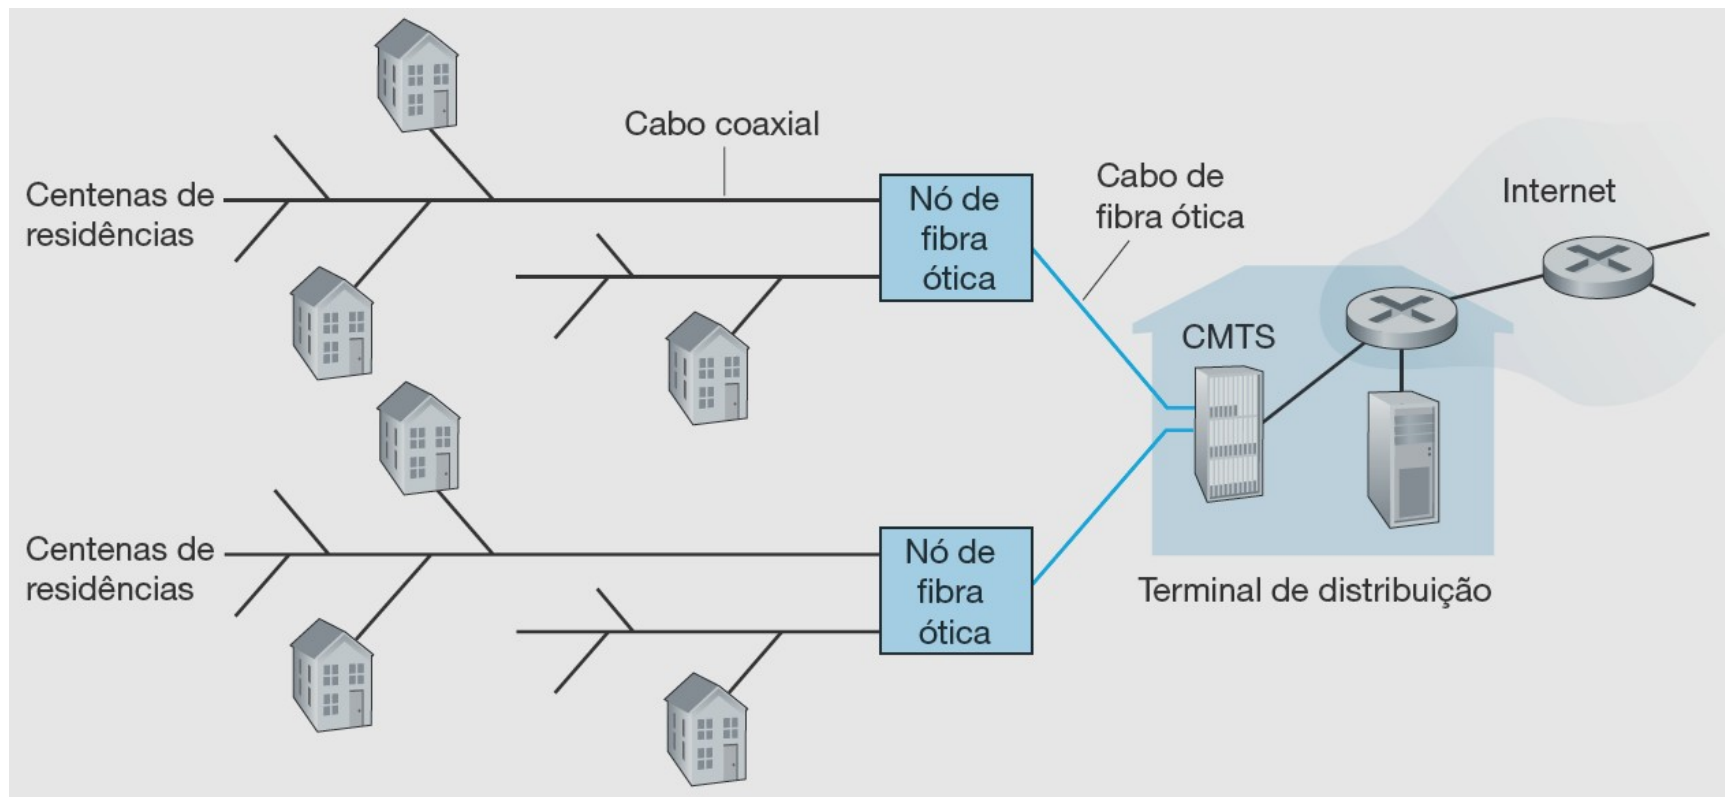 Cabo coaxial
Centenas de
residências
Nó de
fibra
ótica
Cabo de
fibra ótica
Internet
CMTS
Centenas de
residências
Nó de
fibra
ótica
Terminal de distribuição